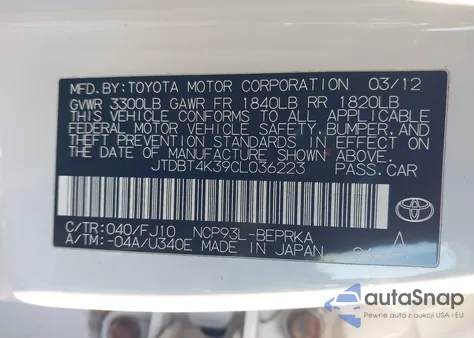 MFD.BY:TOYOTA MOTOR CORPORATION 03/12
GVWR 3300LB GAWR FR 1840LB RR 1820LB
THIS VEHICLE CONFORMS TO ALL APPLICABLE
FEDERAL MOTOR VEHICLE SAFETY, BUMPER, AND
THEFT PREVENTION STANDARDS IN EFFECT ON
THE DATE OF MANUFACTURE SHOWN ABOVE.
JTDBT4K39CL036223 PASS.CAR
C/TR:040/FJ10 NCP93L-BEPRKA
A/TM:-04A/U340E MADE IN JAPAN
A
TOYOTA
autoSnap
Pewne auta z aukcji USA i EU